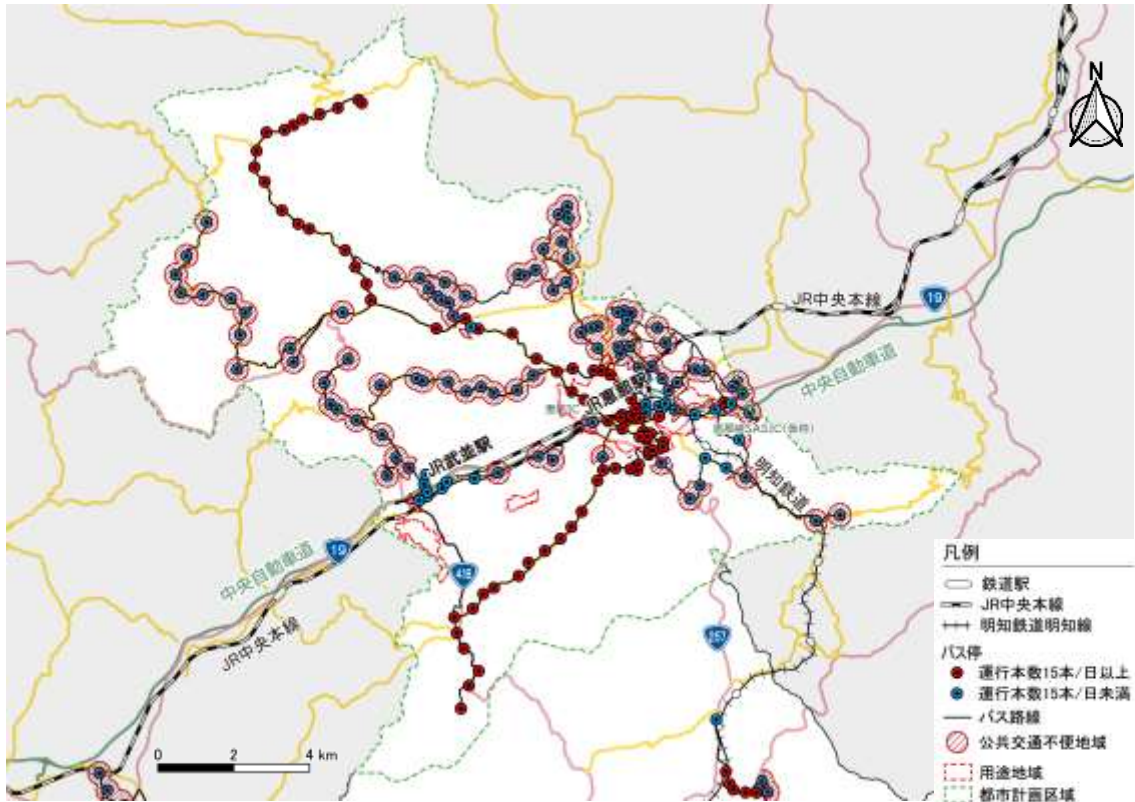 N
JR中央本線
19
中央自動車道
JR恵那駅
JR武並駅
明知鉄道
19
中央自動車道
418
JR中央本線
257
0 2 4 km
凡例
鉄道駅
JR中央本線
明知鉄道明知線
バス停
運行本数15本/日以上
運行本数15本/日未満
バス路線
公共交通不便地域
用途地域
都市計画区域